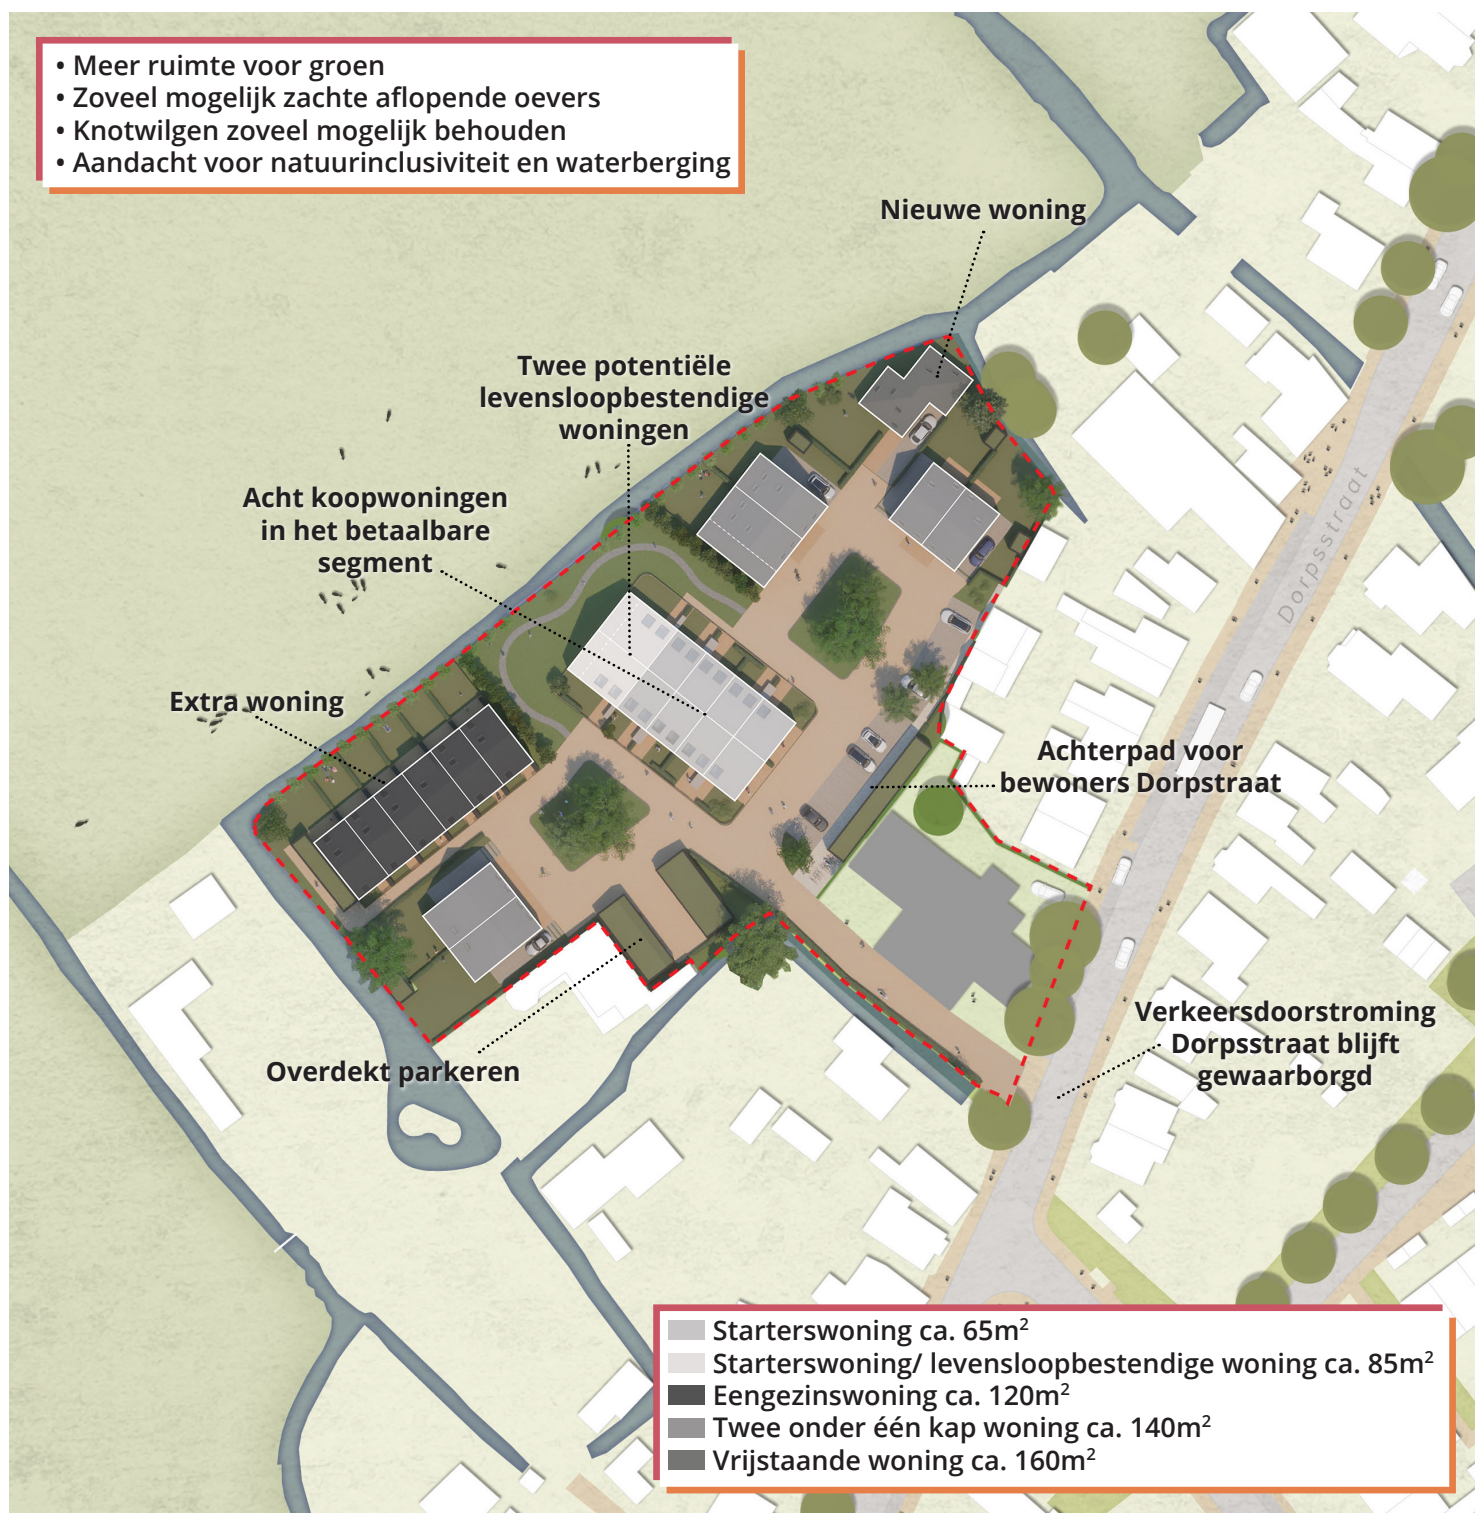 • Meer ruimte voor groen
• Zoveel mogelijk zachte aflopende oevers
• Knotwilgen zoveel mogelijk behouden
• Aandacht voor natuurinclusiviteit en waterberging
Nieuwe woning
Twee potentiële
levensloopbestendige
woningen
Acht koopwoningen
in het betaalbare
segment
Dorpsstraat
Extra woning
Achterpad voor
bewoners Dorpstraat
Verkeersdoorstroming
Dorpsstraat blijft
gewaarborgd
Overdekt parkeren
Starterswoning ca. 65m²
Starterswoning/ levensloopbestendige woning ca. 85m²
Eengezinswoning ca. 120m²
Twee onder één kap woning ca. 140m²
Vrijstaande woning ca. 160m²